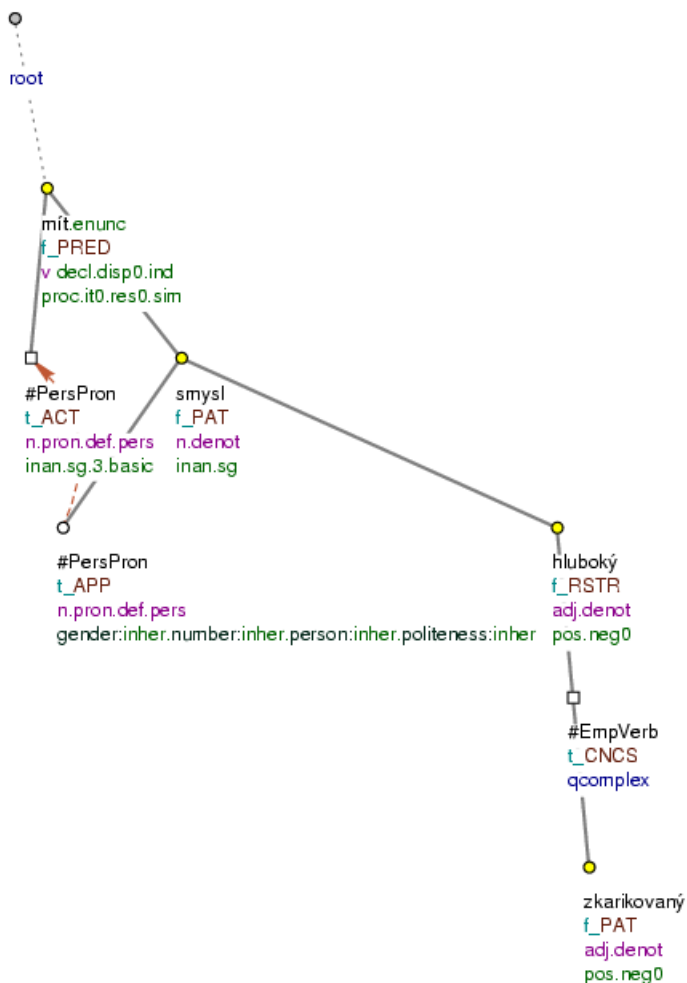 root
mít.enunc
f_PRED
v decl.disp0.ind
proc.it0.res0.sim
#PersPron
t_ACT
n.pron.def.pers
inan.sg.3.basic
smysl
f_PAT
n.denot
inan.sg
#PersPron
t_APP
n.pron.def.pers
gender:inher.number:inher.person:inher.politeness:inher
hluboký
f_RSTR
adj.denot
pos.neg0
#EmpVerb
t_CNCS
qcomplex
zkarikovaný
f_PAT
adj.denot
pos.neg0